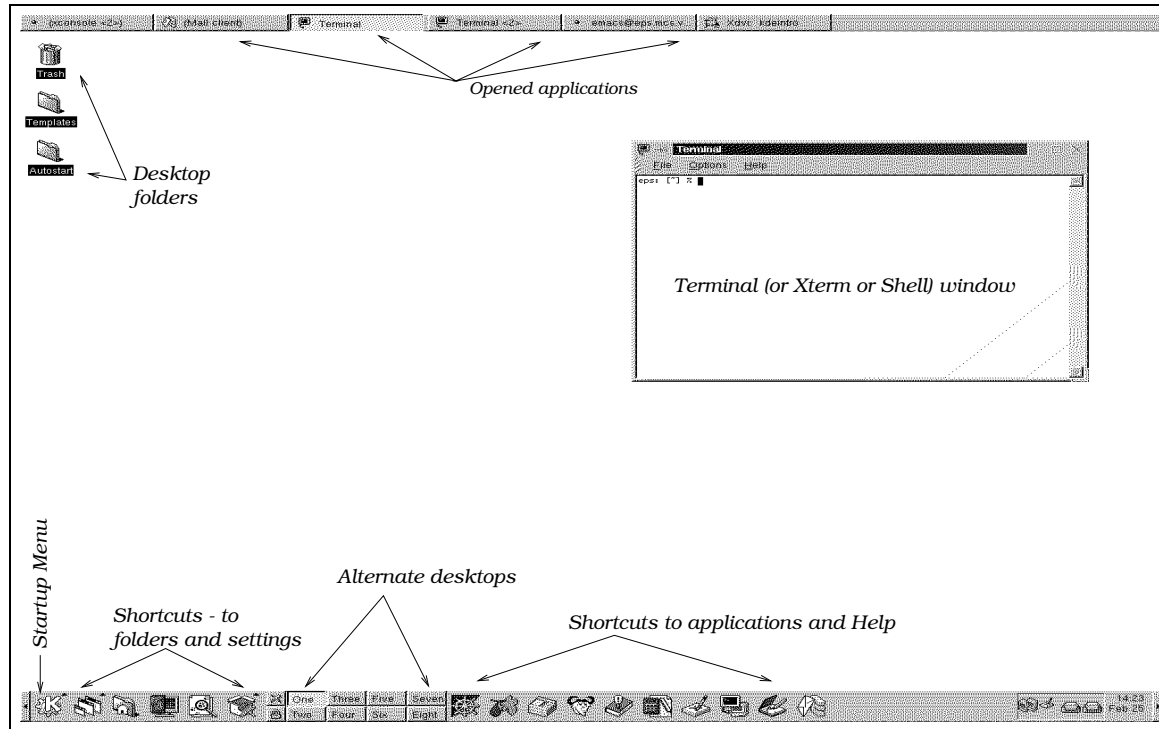 (xconsole <2>) (Mail client) Terminal Terminal <2> emacs@eps.mcs.v Xdvi: kdeintro
Opened applications
Trash
Templates
Autostart
Desktop
folders
Terminal
File Options Help
eps: [~] %
Terminal (or Xterm or Shell) window
Startup Menu
Alternate desktops
Shortcuts - to
folders and settings
Shortcuts to applications and Help
One Three Five Seven
Two Four Six Eight
14:23
Feb 25